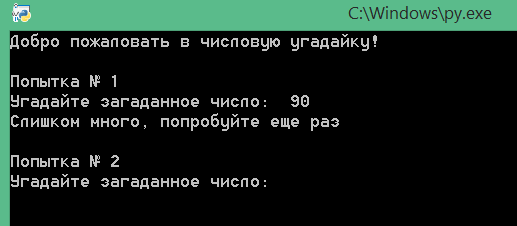 C:\Windows\py.exe
Добро пожаловать в числовую угадайку!
Попытка № 1
Угадайте загаданное число:  90
Слишком много, попробуйте еще раз
Попытка № 2
Угадайте загаданное число: